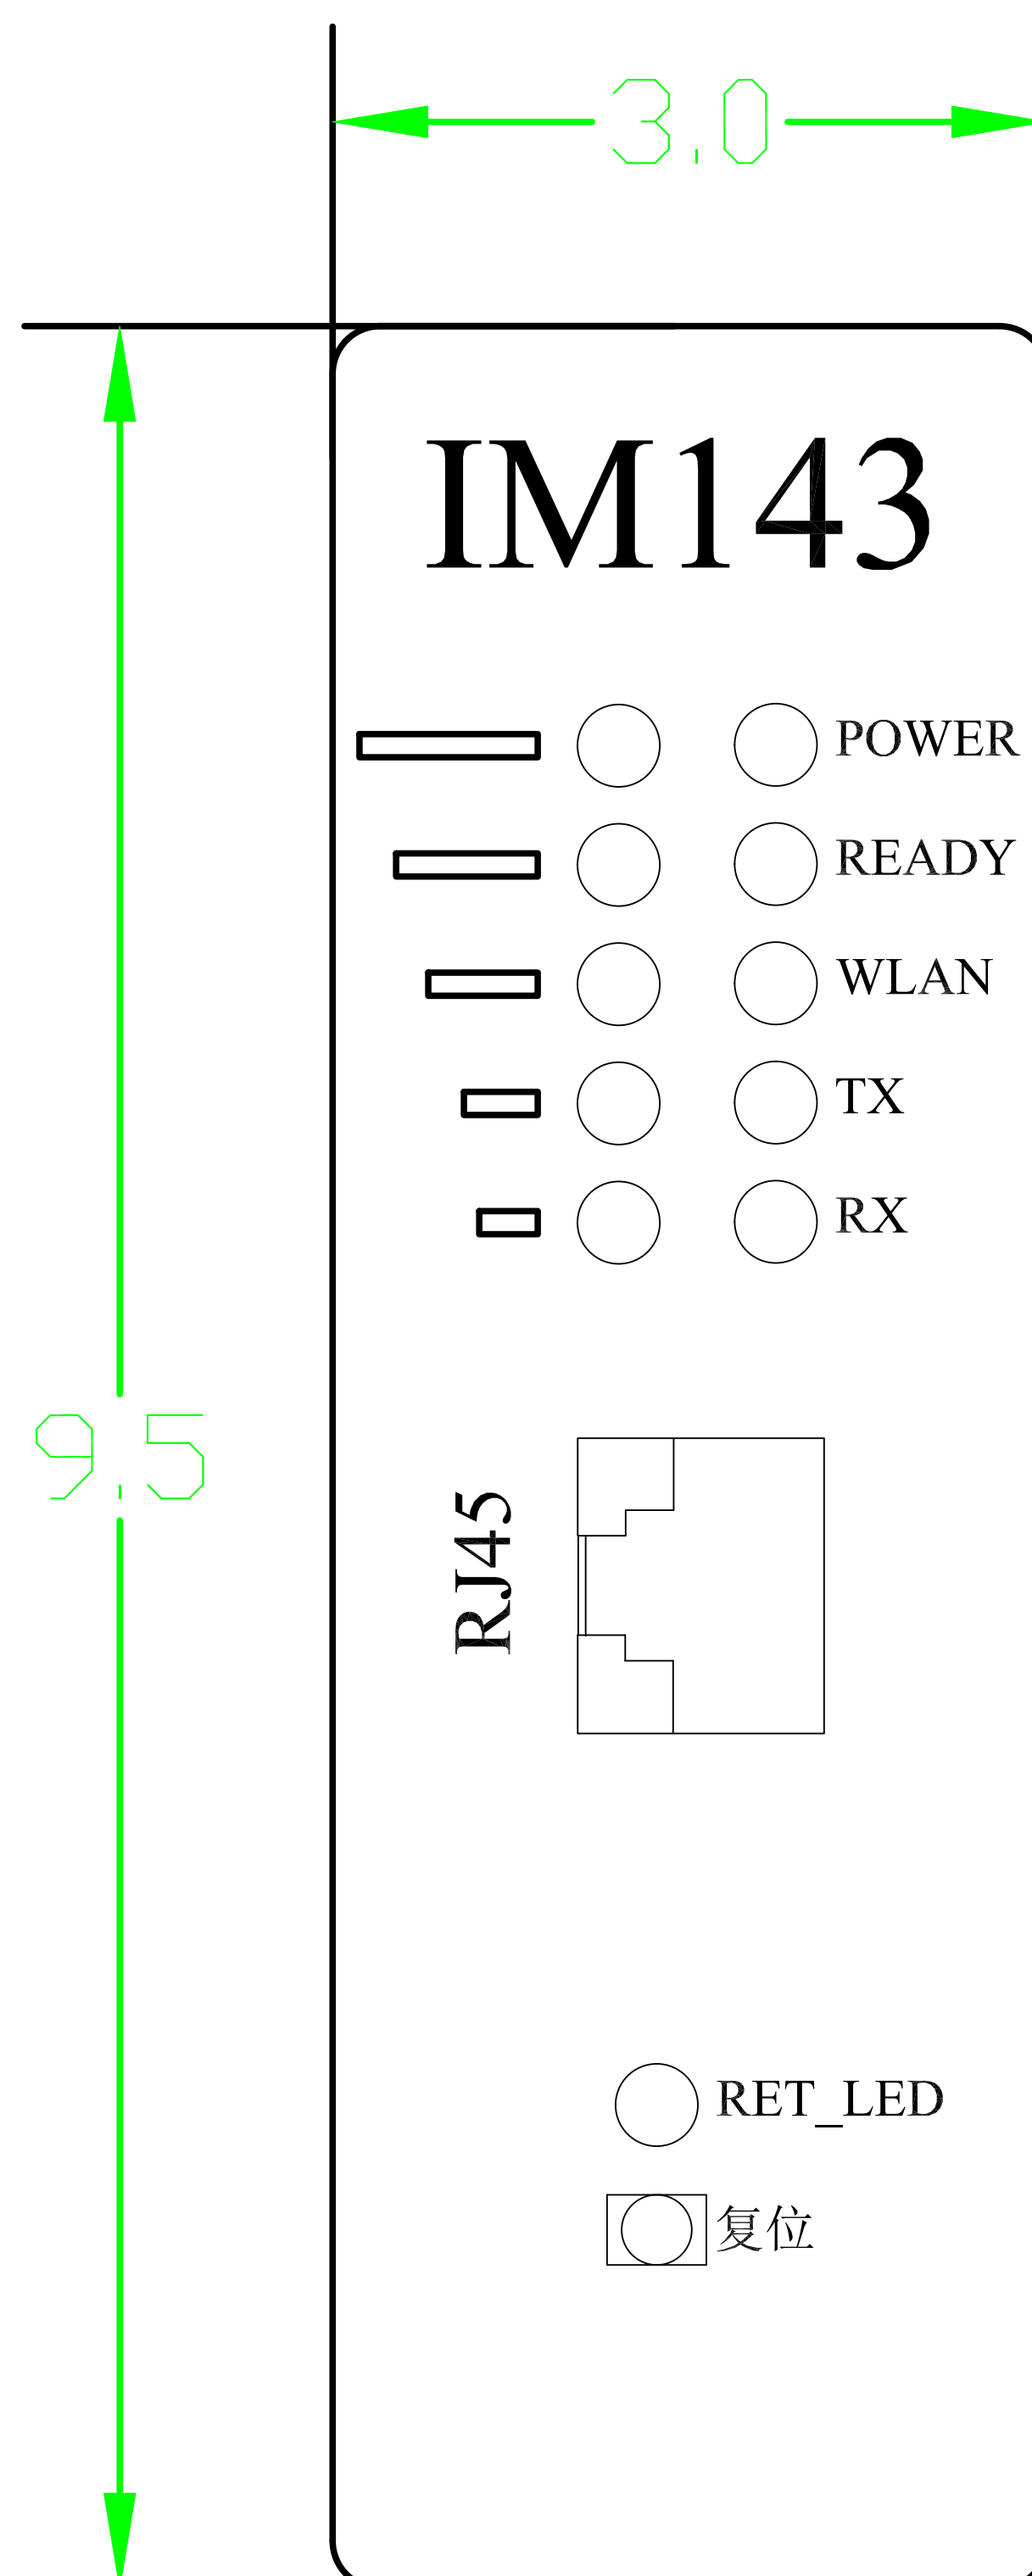 3.0
IM143
POWER
READY
WLAN
TX
RX
9.5
RJ45
RET_LED
复位